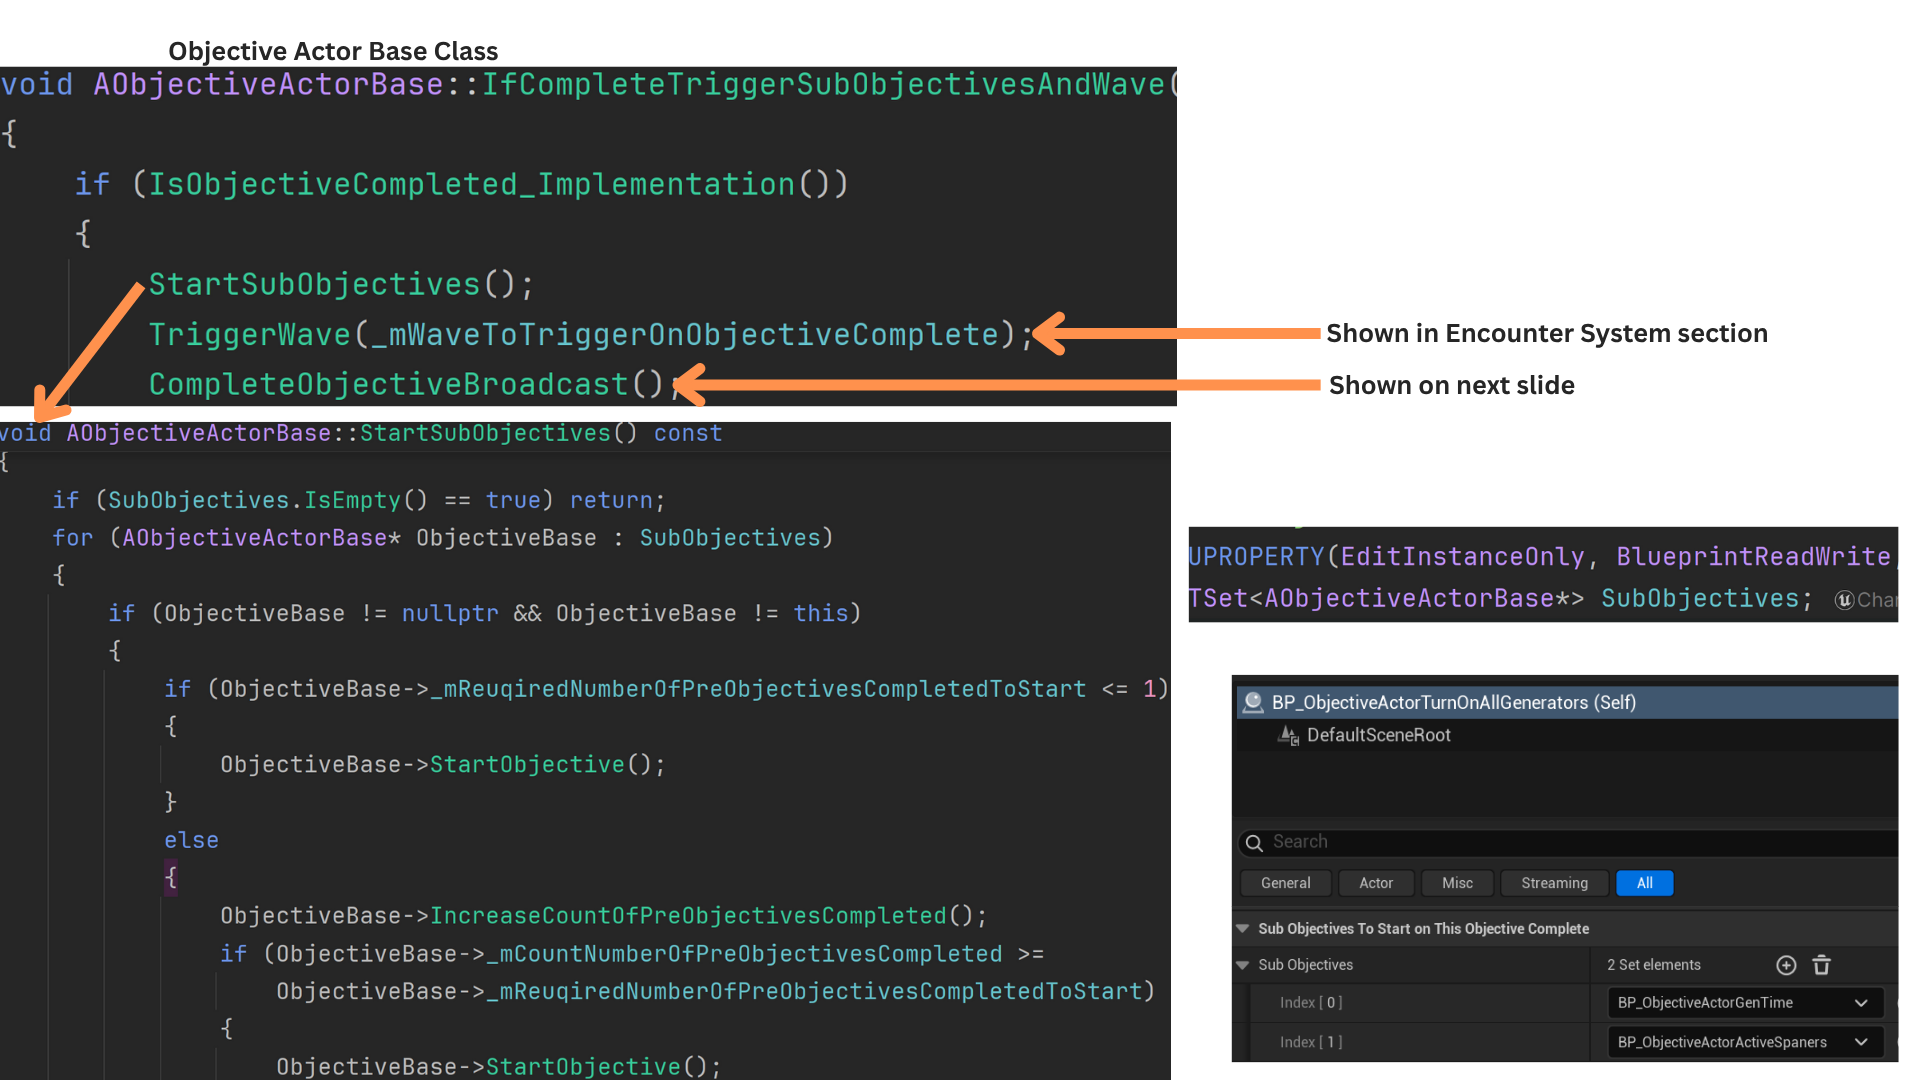 Objective Actor Base Class
void AObjectiveActorBase::IfCompleteTriggerSubObjectivesAndWave(
{
if (IsObjectiveCompleted_Implementation())
{
StartSubObjectives();
TriggerWave(_mWaveToTriggerOnObjectiveComplete);
Shown in Encounter System section
CompleteObjectiveBroadcast();
Shown on next slide
void AObjectiveActorBase::StartSubObjectives() const
{
if (SubObjectives.IsEmpty() == true) return;
for (AObjectiveActorBase* ObjectiveBase : SubObjectives)
{
if (ObjectiveBase != nullptr && ObjectiveBase != this)
{
if (ObjectiveBase->_mReuqiredNumberOfPreObjectivesCompletedToStart <= 1)
{
ObjectiveBase->StartObjective();
}
else
{
ObjectiveBase->IncreaseCountOfPreObjectivesCompleted();
if (ObjectiveBase->_mCountNumberOfPreObjectivesCompleted >=
ObjectiveBase->_mReuqiredNumberOfPreObjectivesCompletedToStart)
{
ObjectiveBase->StartObjective();
UPROPERTY(EditInstanceOnly, BlueprintReadWrite,
TSet<AObjectiveActorBase*> SubObjectives;
BP_ObjectiveActorTurnOnAllGenerators (Self)
DefaultSceneRoot
Search
General Actor Misc Streaming All
Sub Objectives To Start on This Objective Complete
Sub Objectives 2 Set elements
Index [ 0 ] BP_ObjectiveActorGenTime
Index [ 1 ] BP_ObjectiveActorActiveSpaners